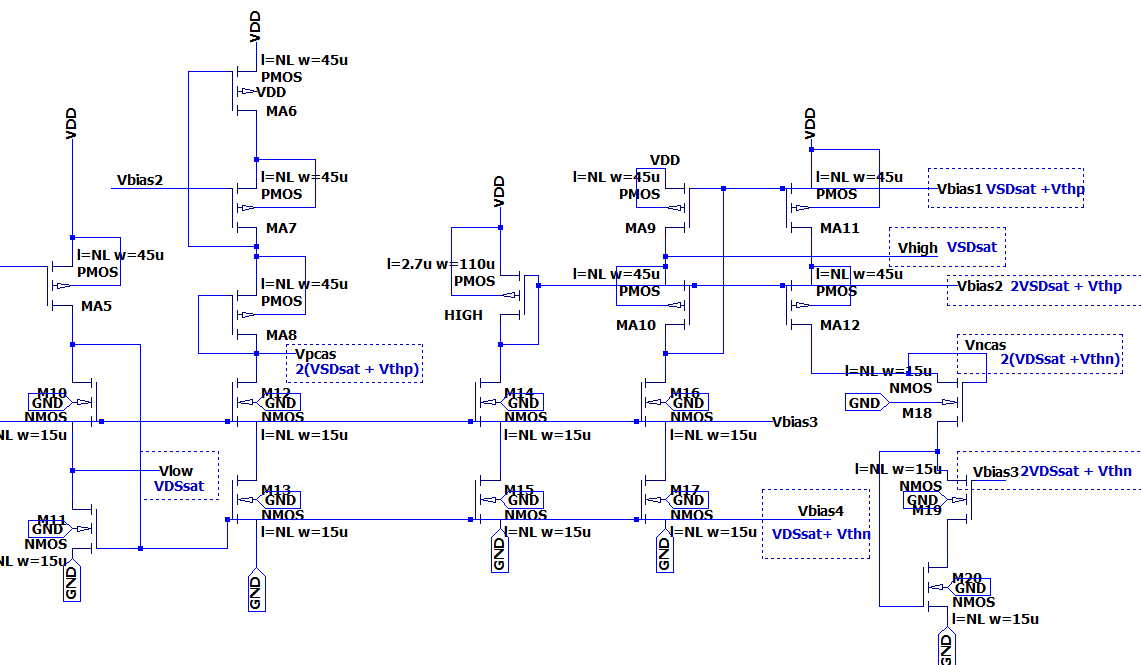 VDD
l=NL w=45u
PMOS
VDD
MA6
VDD
VDD
VDD
Vbias2
l=NL w=45u
PMOS
MA7
VDD
l=NL w=45u
PMOS
MA9
l=NL w=45u
PMOS
MA11
Vbias1 VSDsat +Vthp
Vhigh VSDsat
l=NL w=45u
PMOS
MA5
l=NL w=45u
PMOS
MA8
l=2.7u w=110u
PMOS
HIGH
l=NL w=45u
PMOS
MA10
l=NL w=45u
PMOS
MA12
Vbias2 2VSDsat + Vthp
Vpcas
2(VSDsat + Vthp)
Vncas
2(VDSsat +Vthn)
M10
GND
NMOS
NL w=15u
M12
GND
NMOS
l=NL w=15u
M14
GND
NMOS
l=NL w=15u
M16
GND
NMOS
l=NL w=15u
Vbias3
l=NL w=15u
NMOS
GND
M18
Vlow
VDSsat
M11
GND
NMOS
NL w=15u
GND
M13
GND
NMOS
l=NL w=15u
GND
M15
GND
NMOS
l=NL w=15u
GND
M17
GND
NMOS
l=NL w=15u
GND
Vbias4
VDSsat+ Vthn
l=NL w=15u
NMOS
GND
M19
Vbias3 2VDSsat + Vthn
M20
GND
NMOS
l=NL w=15u
GND